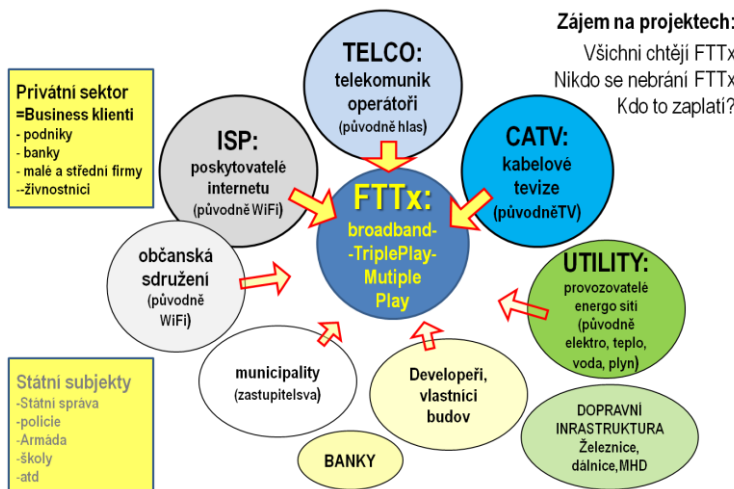 Zájem na projektech:
Všichni chtějí FTTx
Nikdo se nebrání FTTx
Kdo to zaplatí?
TELCO:
telekomunik
operátoři
(původně hlas)
Privátní sektor
=Business klienti
- podniky
- banky
- malé a střední firmy
--živnostníci
ISP:
poskytovatelé
internetu
(původně WiFi)
CATV:
kabelové
tevize
(původněTV)
FTTx:
broadband-
-TriplePlay-
Mutiple
Play
občanská
sdružení
(původně
WiFi)
UTILITY:
provozovatelé
energo sítí
(původně
elektro, teplo,
voda, plyn)
municipality
(zastupitelsva)
Developeři,
vlastníci
budov
Státní subjekty
-Státní správa
-policie
-Armáda
-školy
-atd
BANKY
DOPRAVNÍ
INRASTRUKTURA
Železnice,
dálnice,MHD